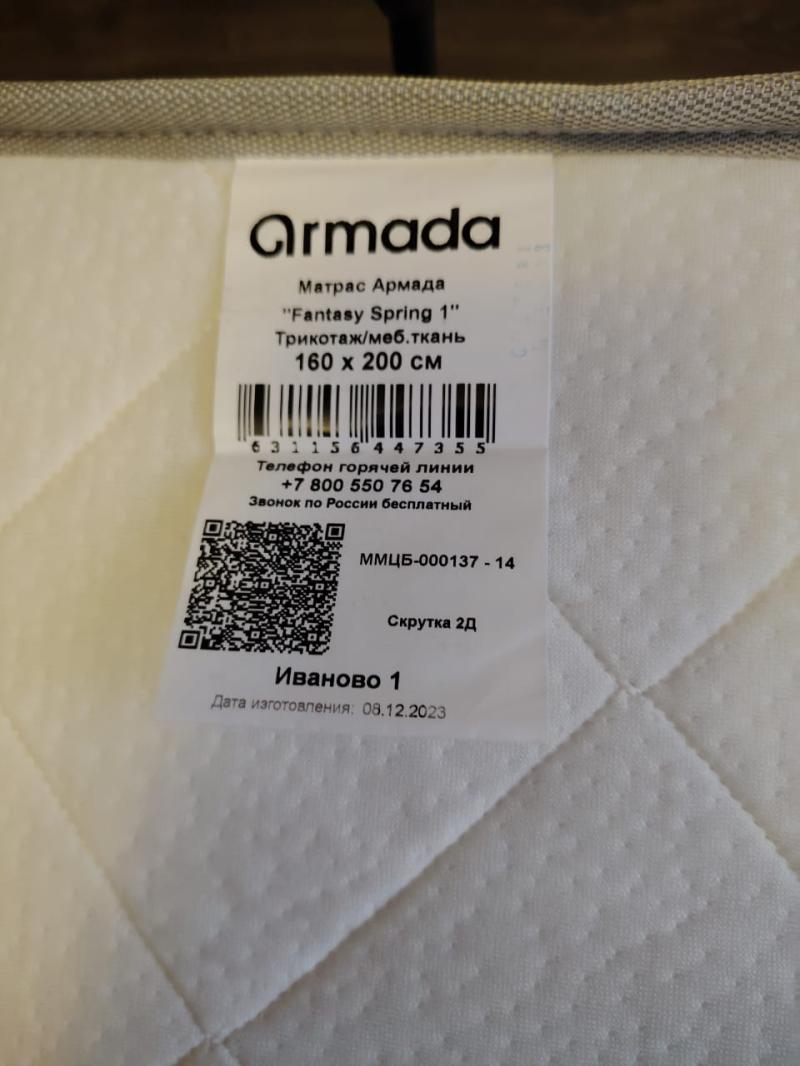 armada
Матрас Армада
"Fantasy Spring 1"
Трикотаж/меб.ткань
160 x 200 см
631156447355
Телефон горячей линии
+7 800 550 76 54
Звонок по России бесплатный
ММЦБ-000137 - 14
Скрутка 2Д
Иваново 1
Дата изготовления: 08.12.2023